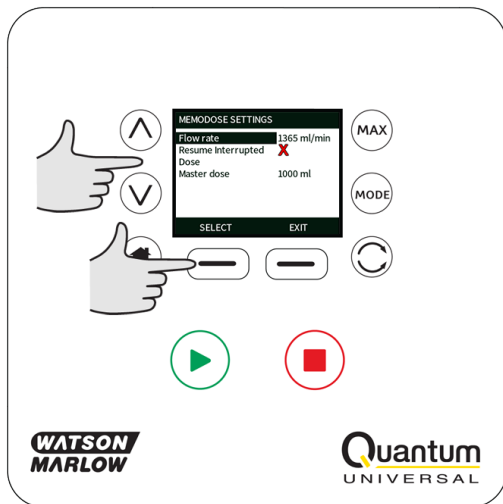 MEMODOSE SETTINGS
Flow rate 1365 ml/min
Resume Interrupted X
Dose
Master dose 1000 ml
SELECT EXIT
MAX
MODE
WATSON
MARLOW
Quantum
UNIVERSAL